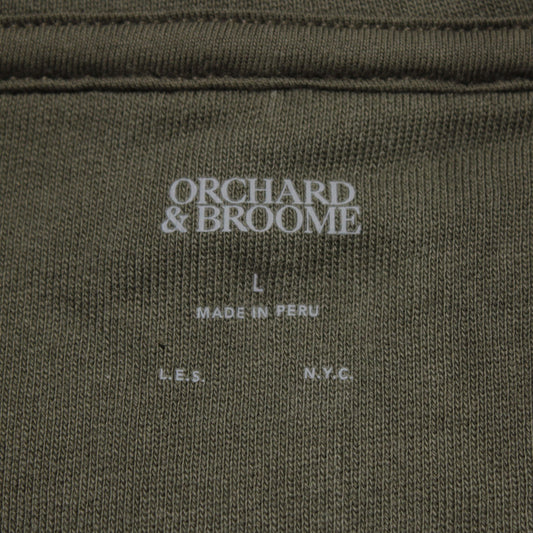 ORCHARD
& BROOME
L
MADE IN PERU
L.E.S. N.Y.C.